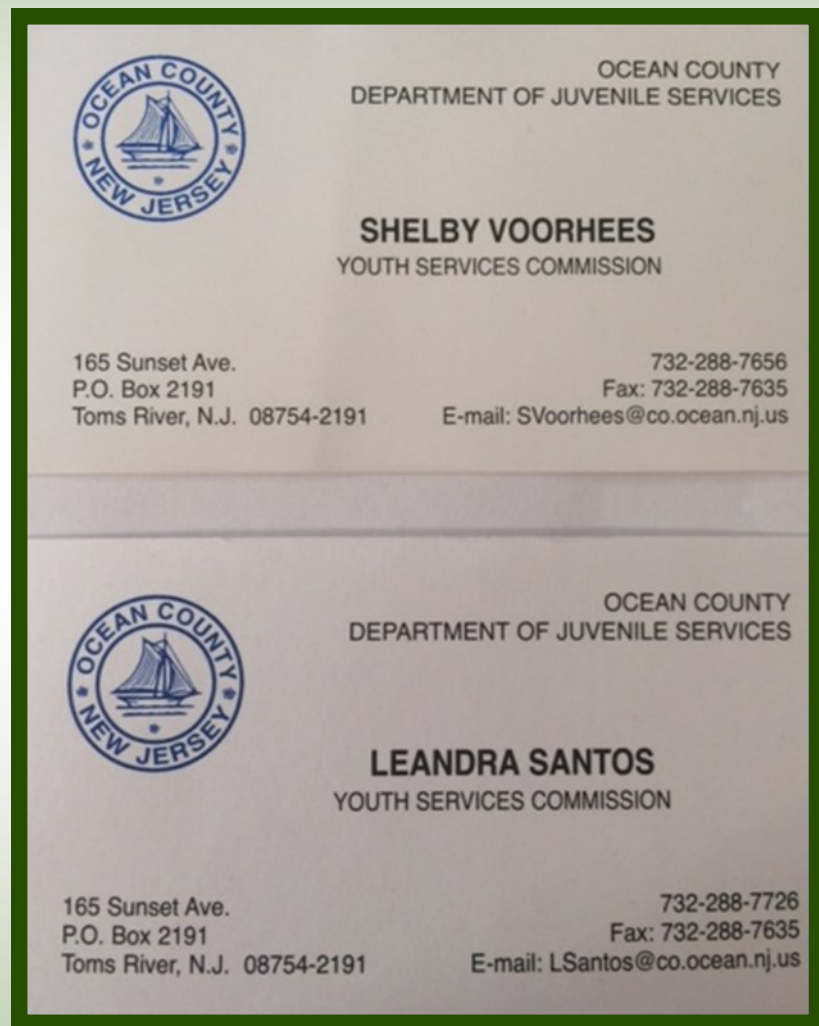 OCEAN COUNTY
NEW JERSEY
OCEAN COUNTY
DEPARTMENT OF JUVENILE SERVICES
SHELBY VOORHEES
YOUTH SERVICES COMMISSION
165 Sunset Ave.
P.O. Box 2191
Toms River, N.J. 08754-2191
732-288-7656
Fax: 732-288-7635
E-mail: SVoorhees@co.ocean.nj.us
OCEAN COUNTY
NEW JERSEY
OCEAN COUNTY
DEPARTMENT OF JUVENILE SERVICES
LEANDRA SANTOS
YOUTH SERVICES COMMISSION
165 Sunset Ave.
P.O. Box 2191
Toms River, N.J. 08754-2191
732-288-7726
Fax: 732-288-7635
E-mail: LSantos@co.ocean.nj.us